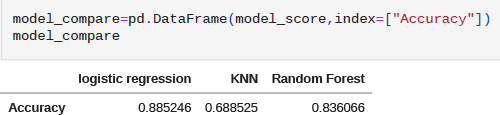 model_compare=pd.DataFrame(model_score,index=["Accuracy"])
model_compare
logistic regression KNN Random Forest
Accuracy 0.885246 0.688525 0.836066